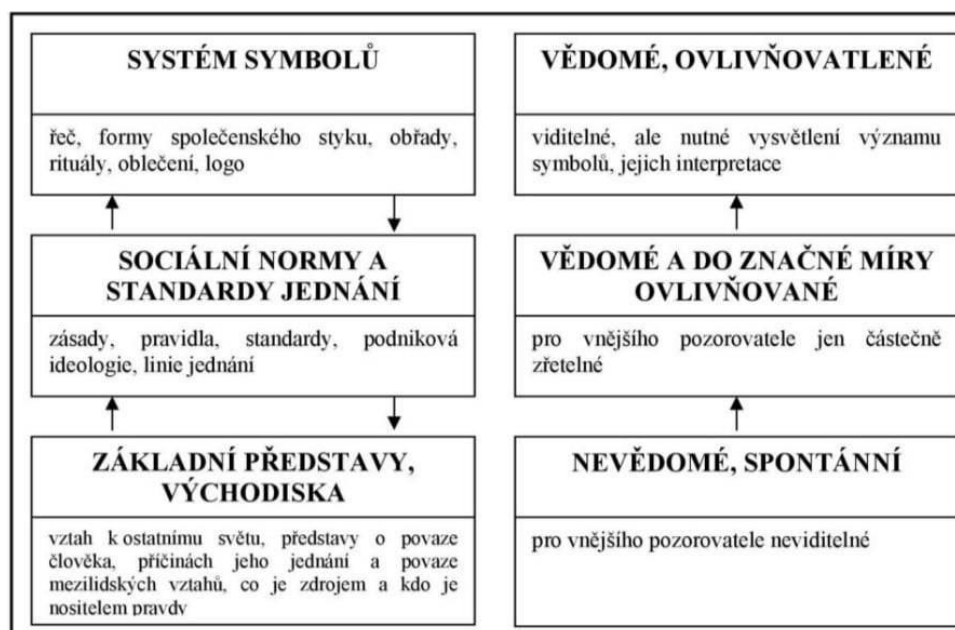 SYSTÉM SYMBOLŮ
řeč, formy společenského styku, obřady,
rituály, oblečení, logo
VĚDOMÉ, OVLIVŇOVATLENÉ
viditelné, ale nutné vysvětlení významu
symbolů, jejich interpretace
SOCIÁLNÍ NORMY A
STANDARDY JEDNÁNÍ
zásady, pravidla, standardy, podniková
ideologie, linie jednání
VĚDOMÉ A DO ZNAČNÉ MÍRY
OVLIVŇOVANÉ
pro vnějšího pozorovatele jen částečně
zřetelné
ZÁKLADNÍ PŘEDSTAVY,
VÝCHODISKA
vztah k ostatnímu světu, představy o povaze
člověka, příčinách jeho jednání a povaze
mezilidských vztahů, co je zdrojem a kdo je
nositelem pravdy
NEVĚDOMÉ, SPONTÁNNÍ
pro vnějšího pozorovatele neviditelné